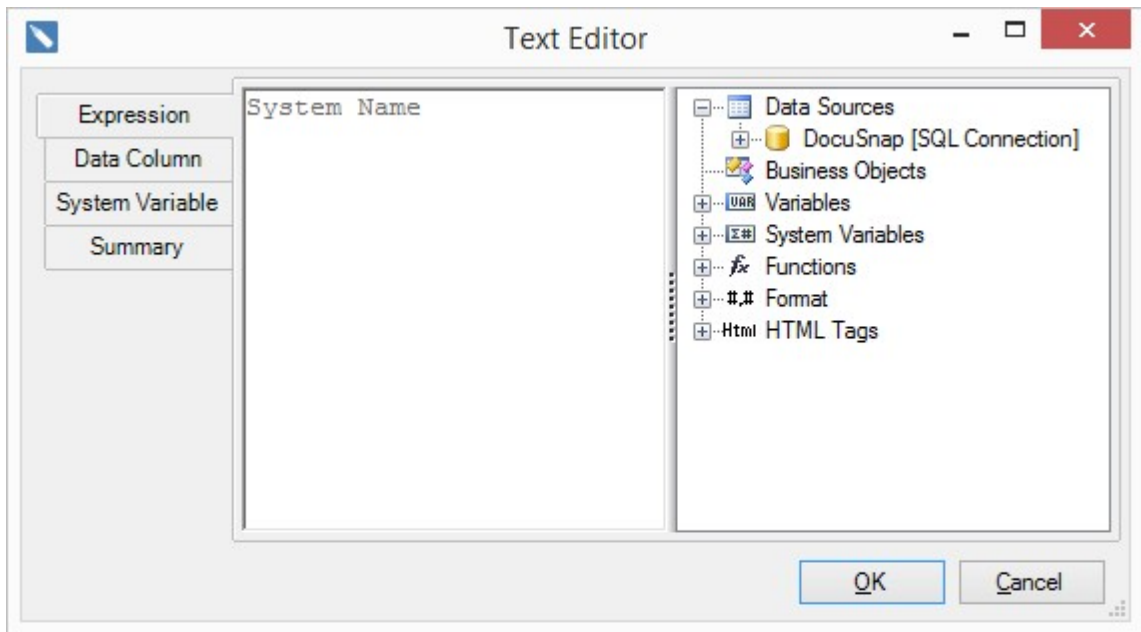 Text Editor
Expression
Data Column
System Variable
Summary
System Name
Data Sources
DocuSnap [SQL Connection]
Business Objects
VAR Variables
Σ# System Variables
fx Functions
#,# Format
Html HTML Tags
OK Cancel